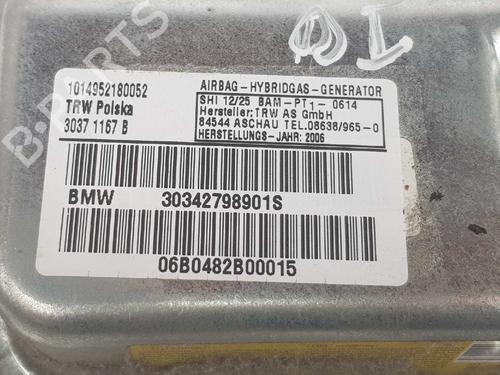 B-PARTS
1014952180052
TRW Polska
3037 1167 B
AIRBAG-HYBRIDGAS-GENERATOR
SHI 12/25 BAM-PT1- 0614
Hersteller:TRW AS GmbH
84544 ASCHAU TEL.08638/965-0
HERSTELLUNGS-JAHR: 2006
BMW 30342798901S
06B0482B00015